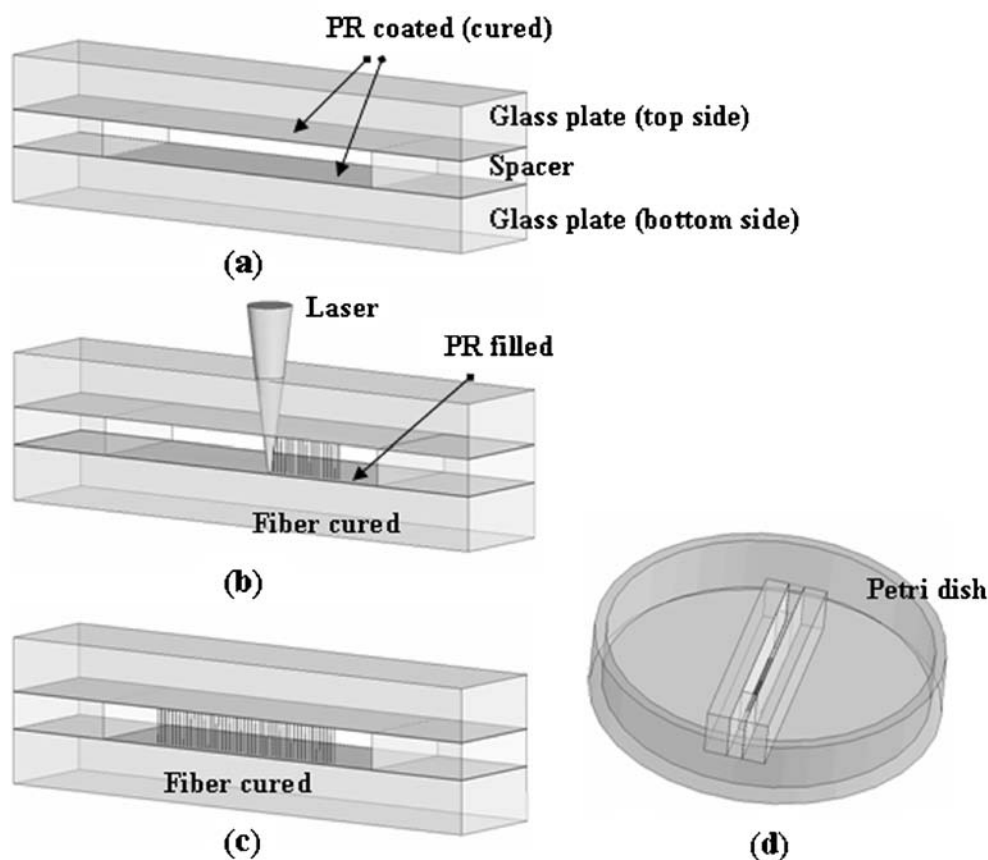 PR coated (cured)
Glass plate (top side)
Spacer
Glass plate (bottom side)
(a)
Laser
PR filled
Fiber cured
(b)
Petri dish
Fiber cured
(c)
(d)